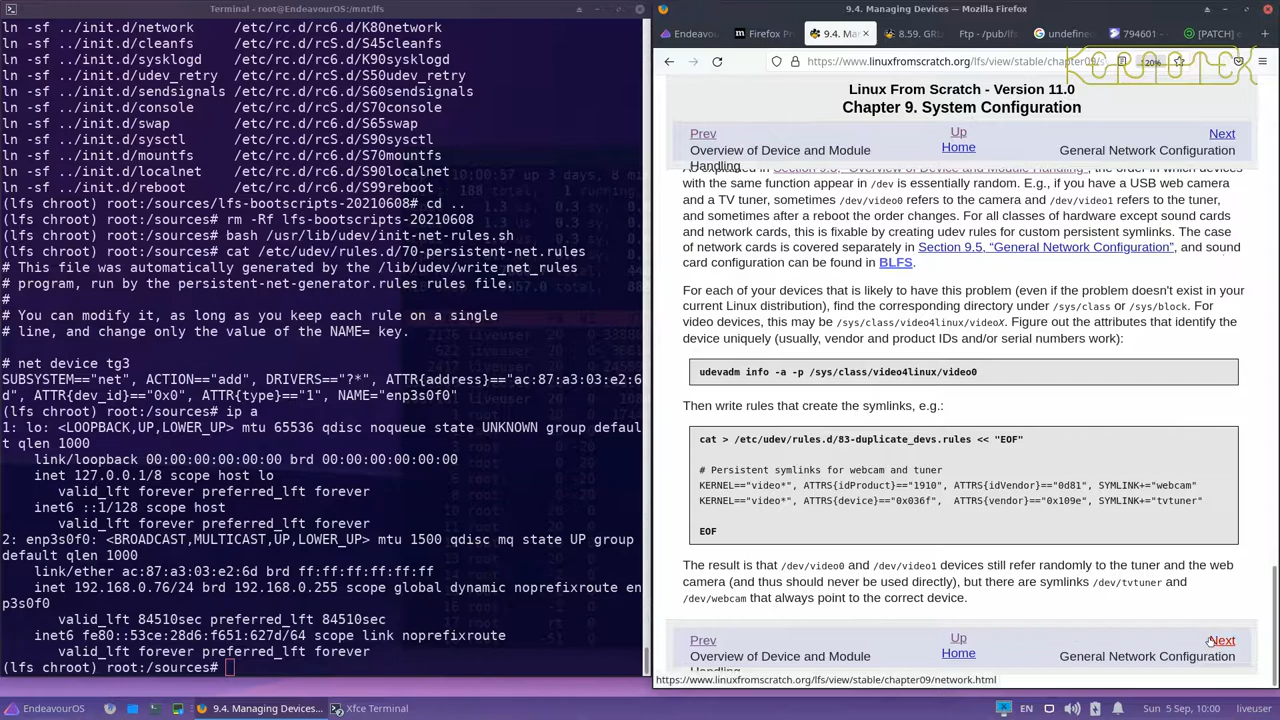 Terminal - root@EndeavourOS:/mnt/lfs
ln -sf ../init.d/network     /etc/rc.d/rc6.d/K80network
ln -sf ../init.d/cleanfs     /etc/rc.d/rc6.d/S45cleanfs
ln -sf ../init.d/sysklogd    /etc/rc.d/rc6.d/K90sysklogd
ln -sf ../init.d/udev_retry  /etc/rc.d/rcS.d/S50udev_retry
ln -sf ../init.d/sendsignals /etc/rc.d/rc6.d/S60sendsignals
ln -sf ../init.d/console     /etc/rc.d/rcS.d/S70console
ln -sf ../init.d/swap        /etc/rc.d/rc6.d/S65swap
ln -sf ../init.d/sysctl      /etc/rc.d/rcS.d/S90sysctl
ln -sf ../init.d/mountfs     /etc/rc.d/rc6.d/S70mountfs
ln -sf ../init.d/localnet    /etc/rc.d/rc6.d/S90localnet
ln -sf ../init.d/reboot      /etc/rc.d/rc6.d/S99reboot
(lfs chroot) root:/sources/lfs-bootscripts-20210608# cd ..
(lfs chroot) root:/sources# rm -Rf lfs-bootscripts-20210608
(lfs chroot) root:/sources# bash /usr/lib/udev/init-net-rules.sh
(lfs chroot) root:/sources# cat /etc/udev/rules.d/70-persistent-net.rules
# This file was automatically generated by the /lib/udev/write_net_rules
# program, run by the persistent-net-generator.rules rules file.
#
# You can modify it, as long as you keep each rule on a single
# line, and change only the value of the NAME= key.
# net device tg3
SUBSYSTEM=="net", ACTION=="add", DRIVERS=="?*", ATTR{address}=="ac:87:a3:03:e2:6
d", ATTR{dev_id}=="0x0", ATTR{type}=="1", NAME="enp3s0f0"
(lfs chroot) root:/sources# ip a
1: lo: <LOOPBACK,UP,LOWER_UP> mtu 65536 qdisc noqueue state UNKNOWN group defaul
t qlen 1000
link/loopback 00:00:00:00:00:00 brd 00:00:00:00:00:00
inet 127.0.0.1/8 scope host lo
valid_lft forever preferred_lft forever
inet6 ::1/128 scope host
valid_lft forever preferred_lft forever
2: enp3s0f0: <BROADCAST,MULTICAST,UP,LOWER_UP> mtu 1500 qdisc mq state UP group
default qlen 1000
link/ether ac:87:a3:03:e2:6d brd ff:ff:ff:ff:ff:ff
inet 192.168.0.76/24 brd 192.168.0.255 scope global dynamic noprefixroute en
p3s0f0
valid_lft 84510sec preferred_lft 84510sec
inet6 fe80::53ce:28d6:f651:627d/64 scope link noprefixroute
valid_lft forever preferred_lft forever
(lfs chroot) root:/sources#
9.4. Managing Devices — Mozilla Firefox
Endeavou
Firefox Pr
9.4. Ma
8.59. GR
Ftp - /pub/lfs
undefine
794601 -
[PATCH] e
https://www.linuxfromscratch.org/lfs/view/stable/chapter09/s
120%
KERNOTEX
Linux From Scratch - Version 11.0
Chapter 9. System Configuration
Prev
Up
Next
Overview of Device and Module
Handling
Home
General Network Configuration
with the same function appear in /dev is essentially random. E.g., if you have a USB web camera
and a TV tuner, sometimes /dev/video0 refers to the camera and /dev/video1 refers to the tuner,
and sometimes after a reboot the order changes. For all classes of hardware except sound cards
and network cards, this is fixable by creating udev rules for custom persistent symlinks. The case
of network cards is covered separately in Section 9.5, “General Network Configuration”, and sound
card configuration can be found in BLFS.
For each of your devices that is likely to have this problem (even if the problem doesn't exist in your
current Linux distribution), find the corresponding directory under /sys/class or /sys/block. For
video devices, this may be /sys/class/video4linux/videoX. Figure out the attributes that identify the
device uniquely (usually, vendor and product IDs and/or serial numbers work):
udevadm info -a -p /sys/class/video4linux/video0
Then write rules that create the symlinks, e.g.:
cat > /etc/udev/rules.d/83-duplicate_devs.rules << "EOF"
# Persistent symlinks for webcam and tuner
KERNEL=="video*", ATTRS{idProduct}=="1910", ATTRS{idVendor}=="0d81", SYMLINK+="webcam"
KERNEL=="video*", ATTRS{device}=="0x036f",  ATTRS{vendor}=="0x109e", SYMLINK+="tvtuner"
EOF
The result is that /dev/video0 and /dev/video1 devices still refer randomly to the tuner and the web
camera (and thus should never be used directly), but there are symlinks /dev/tvtuner and
/dev/webcam that always point to the correct device.
Prev
Up
Next
Overview of Device and Module
Home
General Network Configuration
https://www.linuxfromscratch.org/lfs/view/stable/chapter09/network.html
EndeavourOS
9.4. Managing Devices...
Xfce Terminal
EN
Sun 5 Sep, 10:00
liveuser